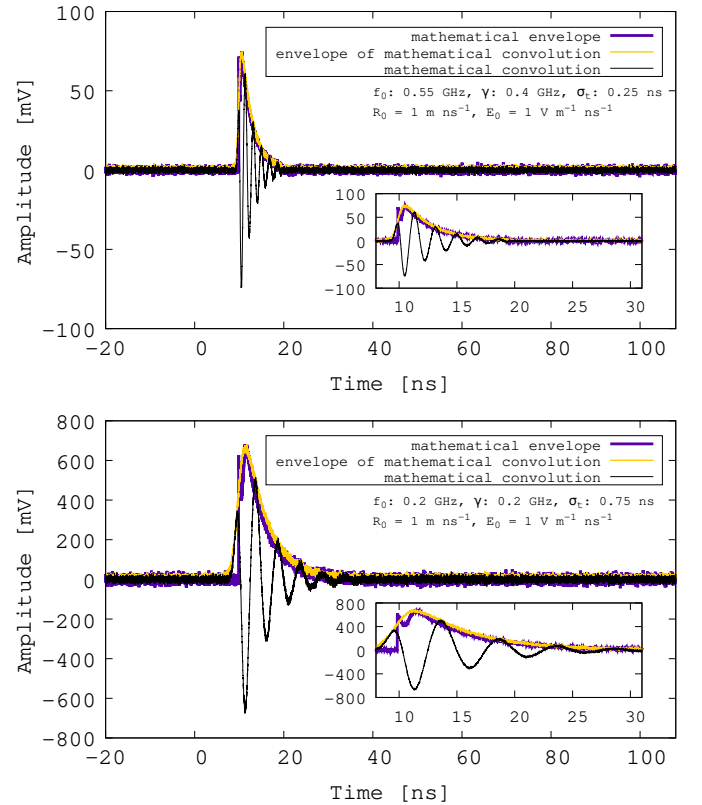 100
50
0
−50
−100
Amplitude [mV]
mathematical envelope
envelope of mathematical convolution
mathematical convolution
f₀: 0.55 GHz, γ: 0.4 GHz, σₜ: 0.25 ns
R₀ = 1 m ns⁻¹, E₀ = 1 V m⁻¹ ns⁻¹
100
50
0
−50
−100
10 15 20 25 30
−20 0 20 40 60 80 100
Time [ns]
800
600
400
200
0
−200
−400
−600
−800
Amplitude [mV]
mathematical envelope
envelope of mathematical convolution
mathematical convolution
f₀: 0.2 GHz, γ: 0.2 GHz, σₜ: 0.75 ns
R₀ = 1 m ns⁻¹, E₀ = 1 V m⁻¹ ns⁻¹
800
400
0
−400
−800
10 15 20 25 30
−20 0 20 40 60 80 100
Time [ns]